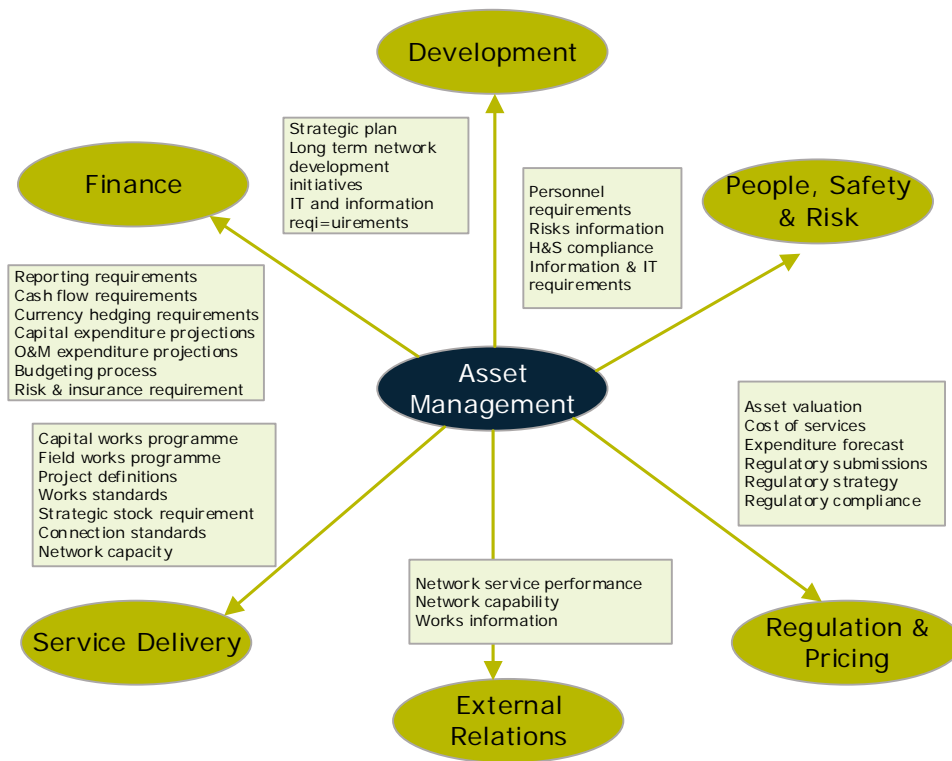 Development
Strategic plan
Long term network
development
initiatives
IT and information
reqi=uirements
Finance
Personnel
requirements
Risks information
H&S compliance
Information & IT
requirements
People, Safety
& Risk
Reporting requirements
Cash flow requirements
Currency hedging requirements
Capital expenditure projections
O&M expenditure projections
Budgeting process
Risk & insurance requirement
Asset
Management
Asset valuation
Cost of services
Expenditure forecast
Regulatory submissions
Regulatory strategy
Regulatory compliance
Capital works programme
Field works programme
Project definitions
Works standards
Strategic stock requirement
Connection standards
Network capacity
Network service performance
Network capability
Works information
Service Delivery
Regulation &
Pricing
External
Relations